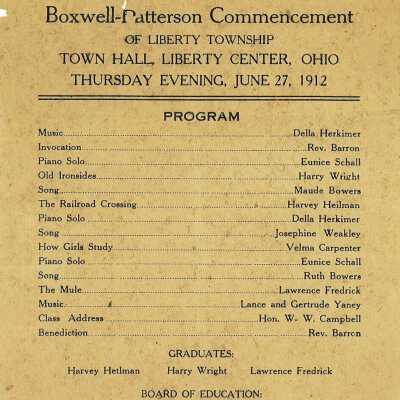 Boxwell-Patterson Commencement
OF LIBERTY TOWNSHIP
TOWN HALL, LIBERTY CENTER, OHIO
THURSDAY EVENING, JUNE 27, 1912
PROGRAM
Music Della Herkimer
Invocation Rev. Barron
Piano Solo Eunice Schall
Old Ironsides Harry Wright
Song Maude Bowers
The Railroad Crossing Harvey Heilman
Piano Solo Della Herkimer
Song Josephine Weakley
How Girls Study Velma Carpenter
Piano Solo Eunice Schall
Song Ruth Bowers
The Mule Lawrence Fredrick
Music Lance and Gertrude Yaney
Class Address Hon. W. W. Campbell
Benediction Rev. Barron
GRADUATES:
Harvey Hetlman Harry Wright Lawrence Fredrick
BOARD OF EDUCATION: